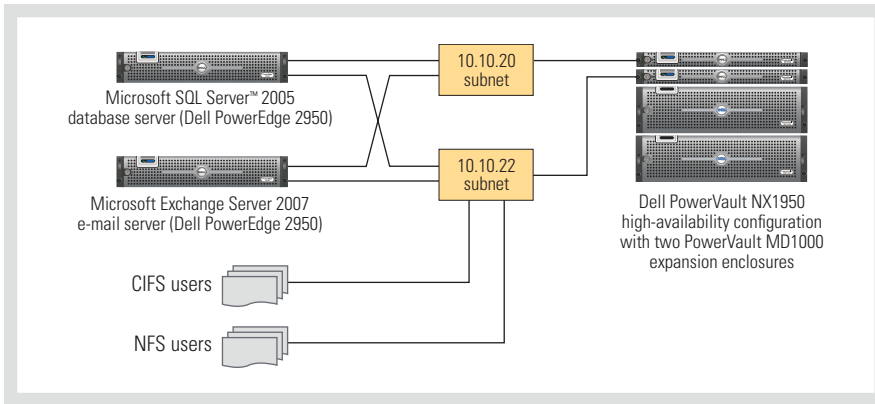 Microsoft SQL Server™ 2005
database server (Dell PowerEdge 2950)
10.10.20
subnet
Microsoft Exchange Server 2007
e-mail server (Dell PowerEdge 2950)
10.10.22
subnet
Dell PowerVault NX1950
high-availability configuration
with two PowerVault MD1000
expansion enclosures
CIFS users
NFS users